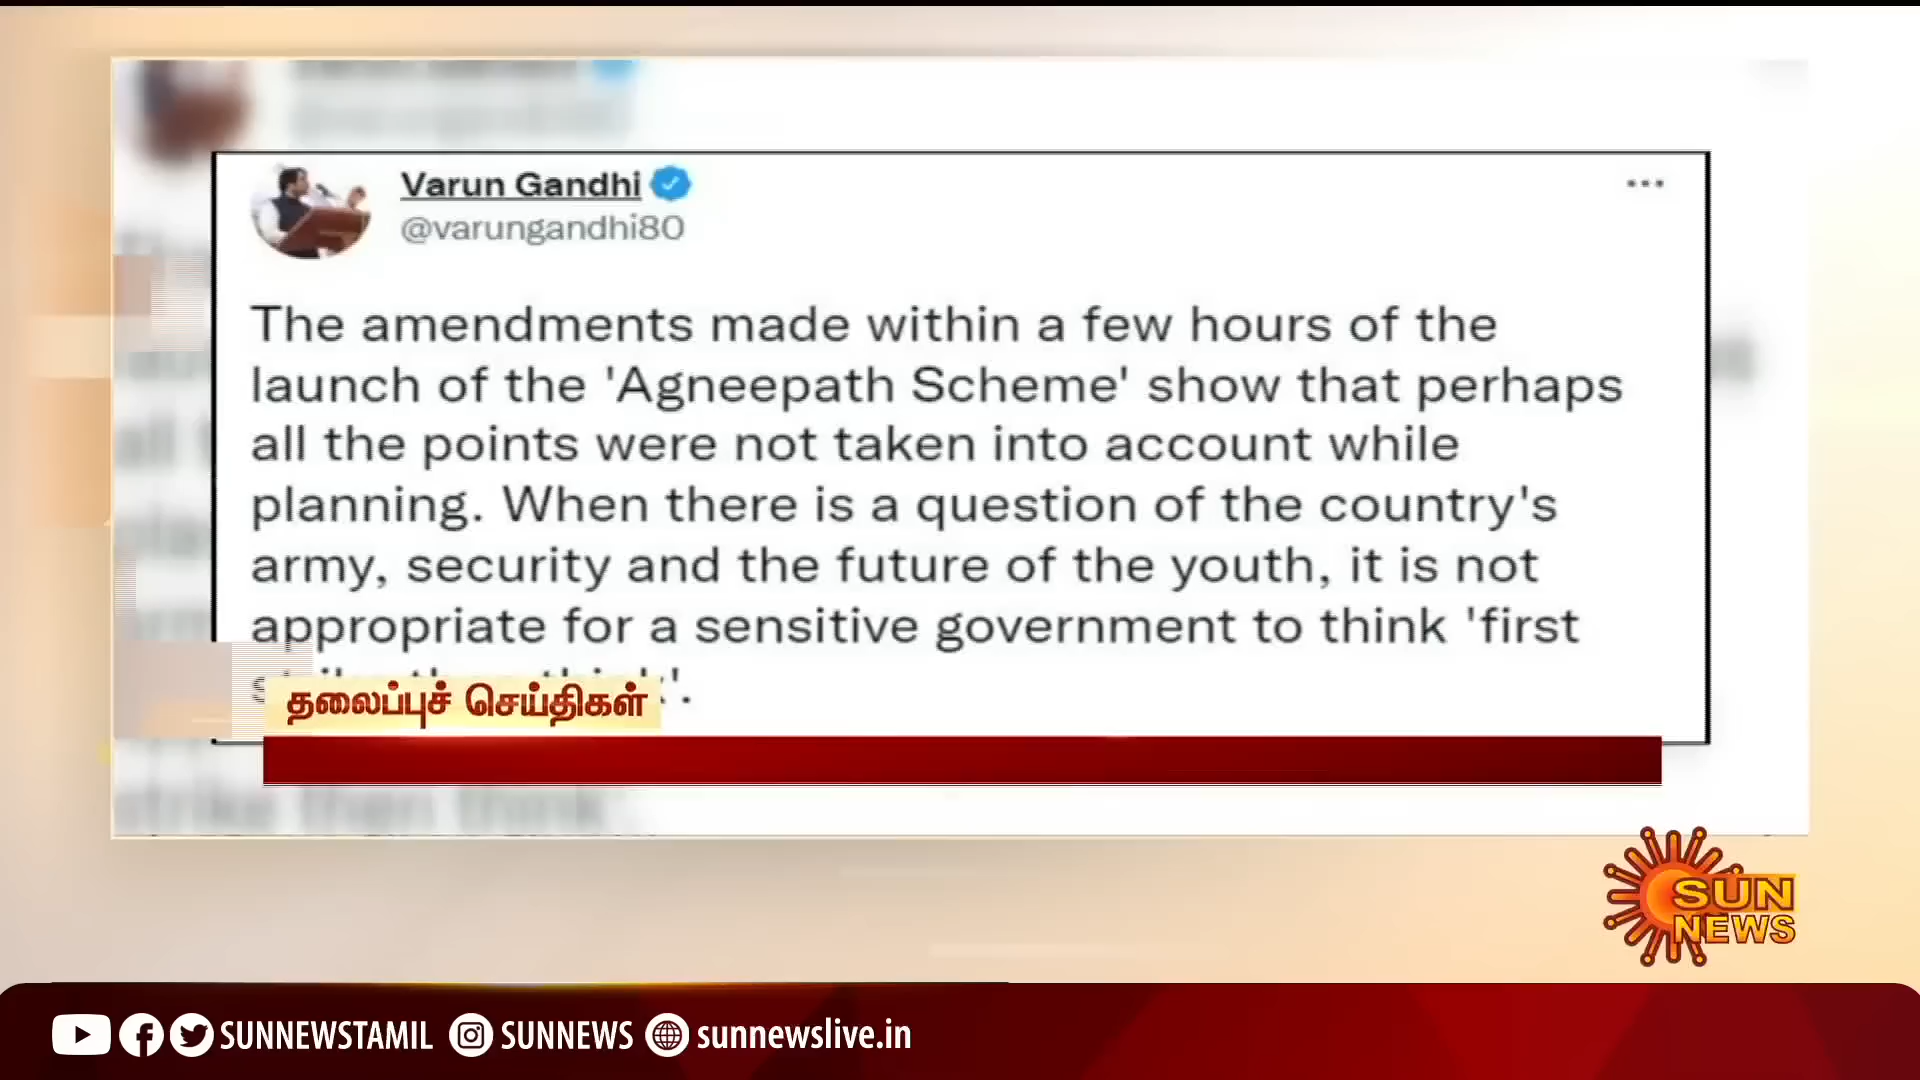 Varun Gandhi
@varungandhi80
The amendments made within a few hours of the
launch of the 'Agneepath Scheme' show that perhaps
all the points were not taken into account while
planning. When there is a question of the country's
army, security and the future of the youth, it is not
appropriate for a sensitive government to think 'first
தலைப்புச் செய்திகள்
strike then think'.
SUN
NEWS
SUNNEWSTAMIL SUNNEWS sunnewslive.in